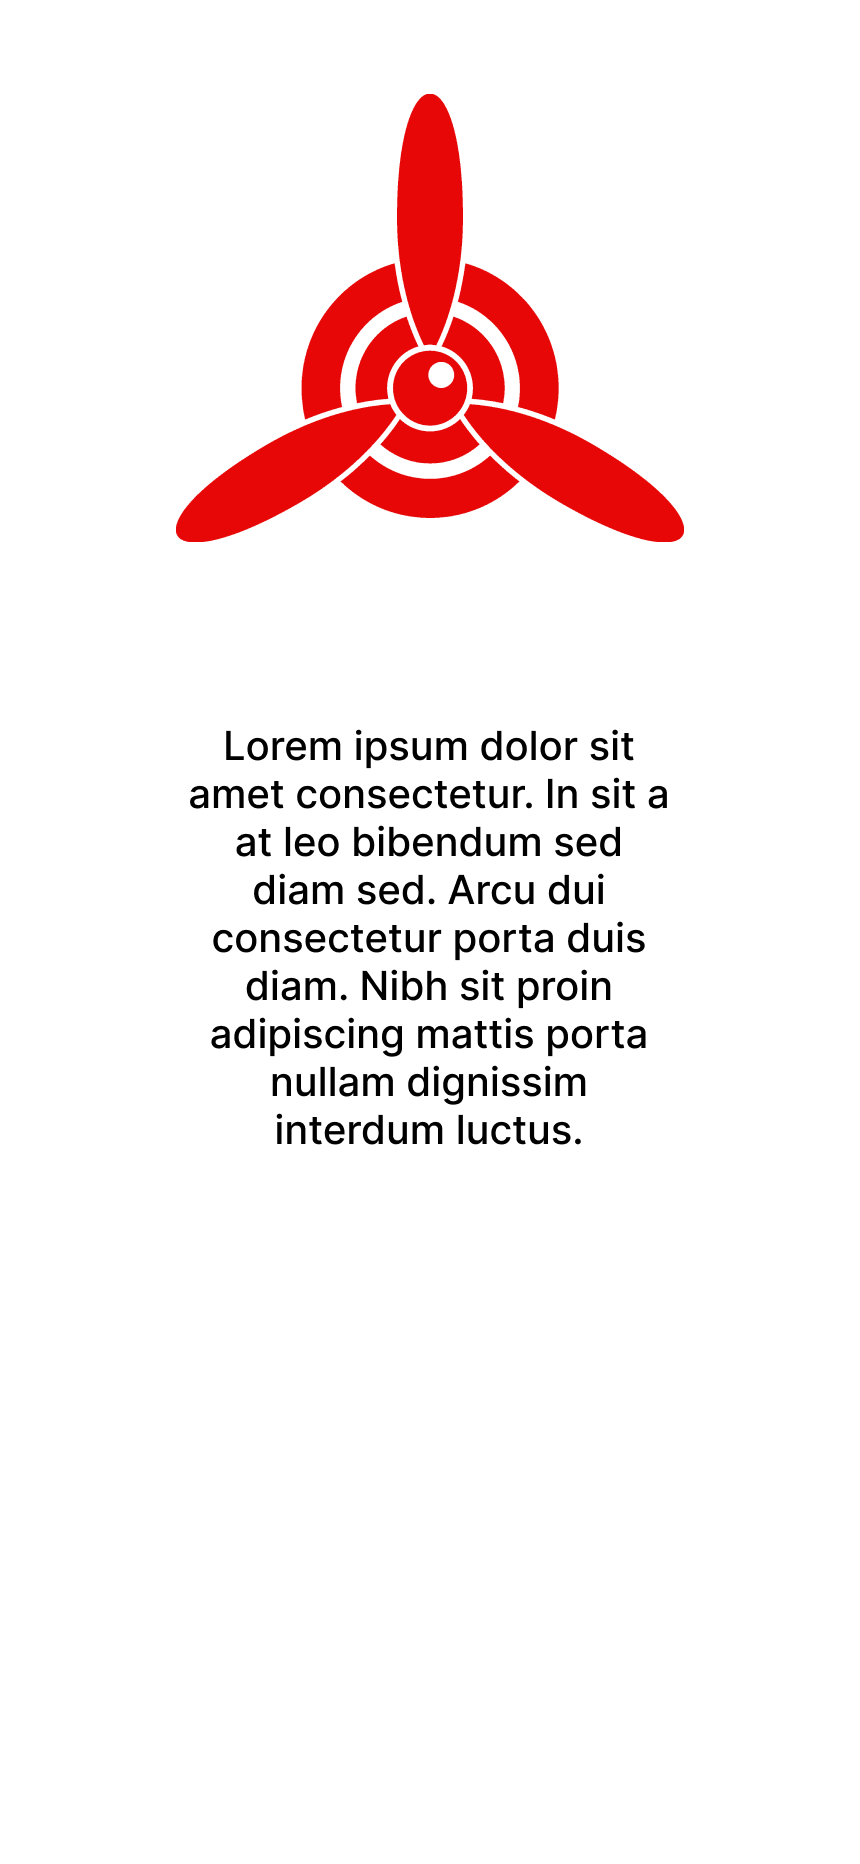 Lorem ipsum dolor sit
amet consectetur. In sit a
at leo bibendum sed
diam sed. Arcu dui
consectetur porta duis
diam. Nibh sit proin
adipiscing mattis porta
nullam dignissim
interdum luctus.